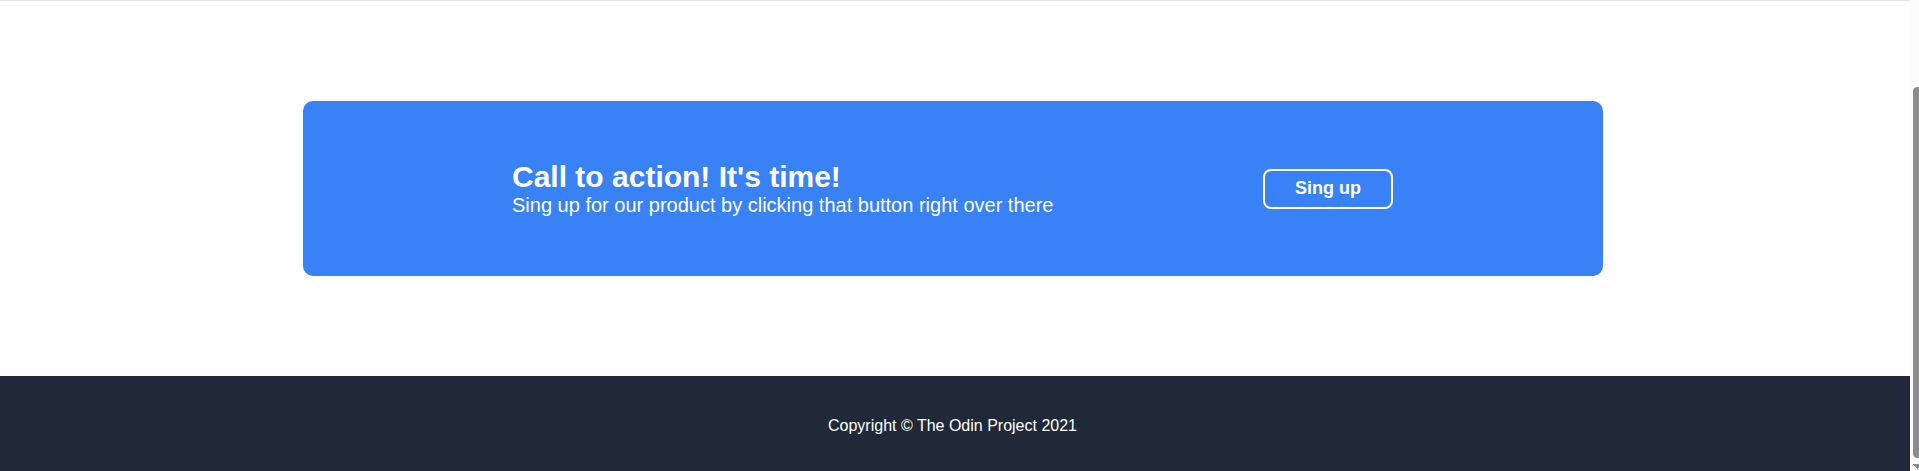 Call to action! It's time!
Sing up for our product by clicking that button right over there
Sing up
Copyright © The Odin Project 2021